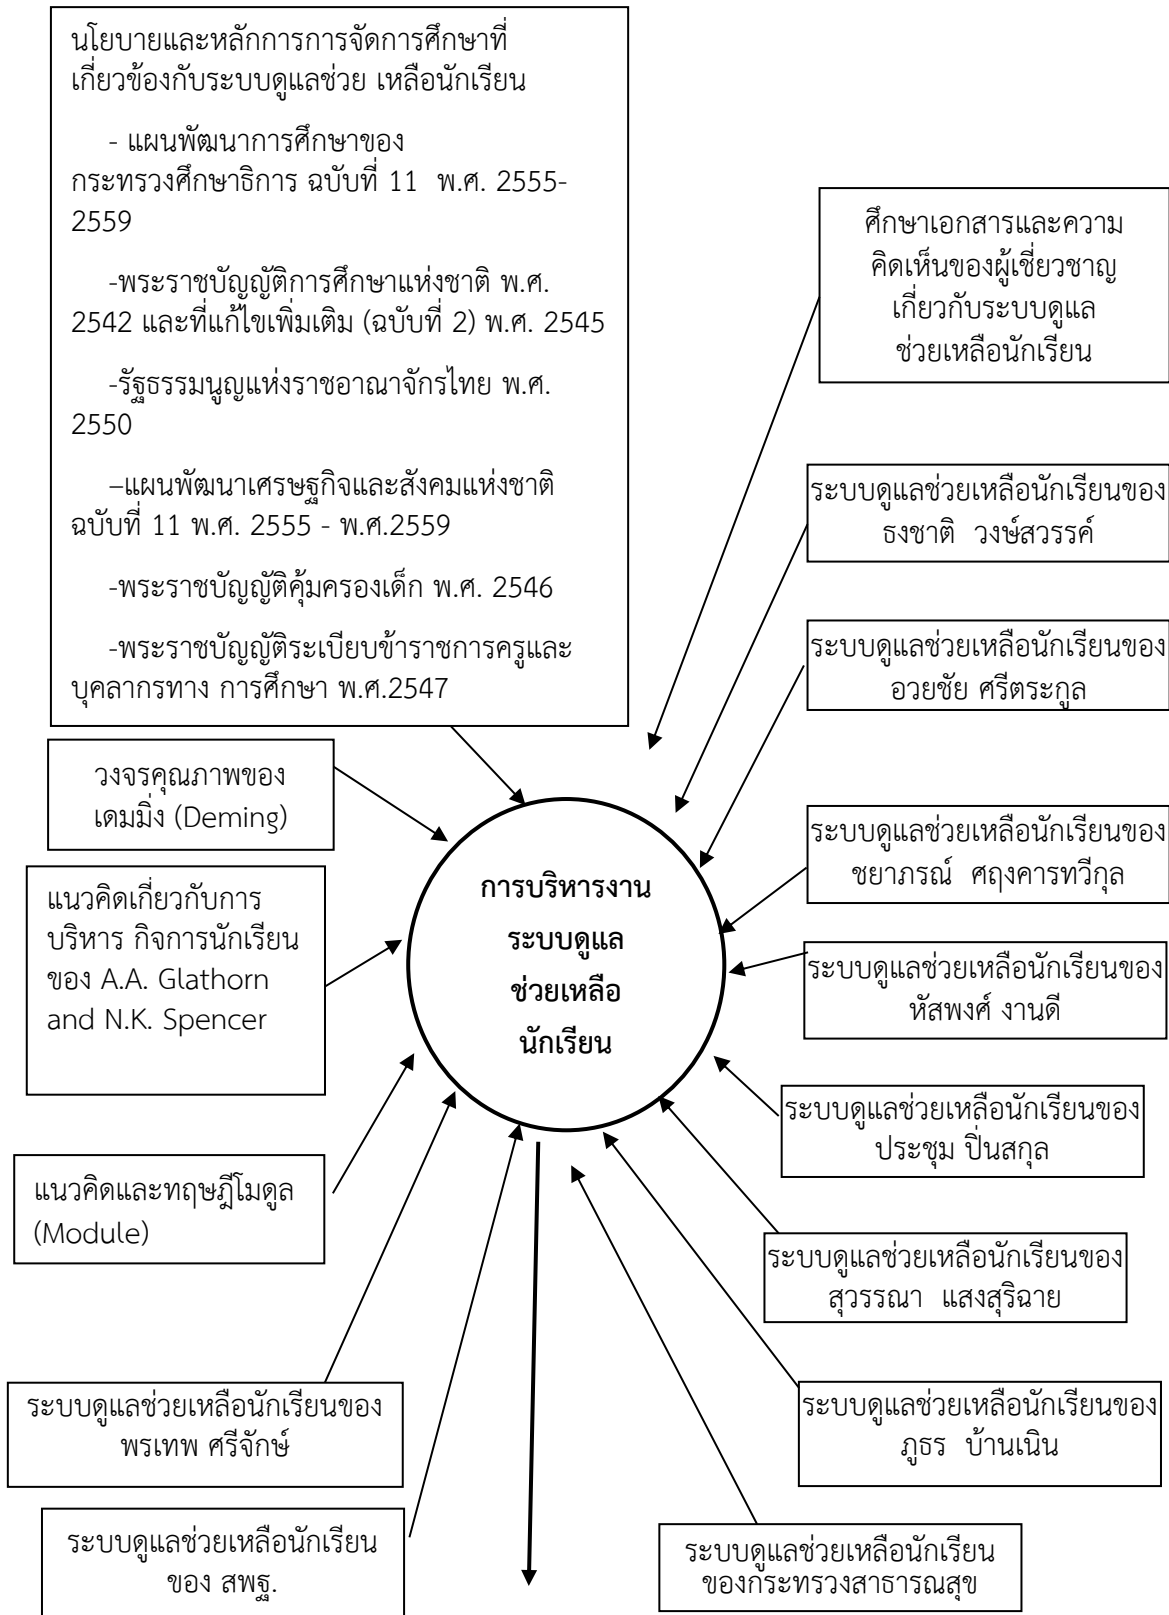 นโยบายและหลักการการจัดการศึกษาที่
เกี่ยวข้องกับระบบดูแลช่วย เหลือนักเรียน
- แผนพัฒนาการศึกษาของ
กระทรวงศึกษาธิการ ฉบับที่ 11 พ.ศ. 2555-
2559
-พระราชบัญญัติการศึกษาแห่งชาติ พ.ศ.
2542 และที่แก้ไขเพิ่มเติม (ฉบับที่ 2) พ.ศ. 2545
-รัฐธรรมนูญแห่งราชอาณาจักรไทย พ.ศ.
2550
–แผนพัฒนาเศรษฐกิจและสังคมแห่งชาติ
ฉบับที่ 11 พ.ศ. 2555 - พ.ศ.2559
-พระราชบัญญัติคุ้มครองเด็ก พ.ศ. 2546
-พระราชบัญญัติระเบียบข้าราชการครูและ
บุคลากรทาง การศึกษา พ.ศ.2547
ศึกษาเอกสารและความ
คิดเห็นของผู้เชี่ยวชาญ
เกี่ยวกับระบบดูแล
ช่วยเหลือนักเรียน
ระบบดูแลช่วยเหลือนักเรียนของ
ธงชาติ วงษ์สวรรค์
ระบบดูแลช่วยเหลือนักเรียนของ
อวยชัย ศรีตระกูล
วงจรคุณภาพของ
เดมมิ่ง (Deming)
ระบบดูแลช่วยเหลือนักเรียนของ
ชยาภรณ์ ศฤงคารทวีกุล
แนวคิดเกี่ยวกับการ
บริหาร กิจการนักเรียน
ของ A.A. Glathorn
and N.K. Spencer
การบริหารงาน
ระบบดูแล
ช่วยเหลือ
นักเรียน
ระบบดูแลช่วยเหลือนักเรียนของ
หัสพงศ์ งานดี
ระบบดูแลช่วยเหลือนักเรียนของ
ประชุม ปิ่นสกุล
แนวคิดและทฤษฎีโมดูล
(Module)
ระบบดูแลช่วยเหลือนักเรียนของ
สุวรรณา แสงสุริฉาย
ระบบดูแลช่วยเหลือนักเรียนของ
พรเทพ ศรีจักษ์
ระบบดูแลช่วยเหลือนักเรียนของ
ภูธร บ้านเนิน
ระบบดูแลช่วยเหลือนักเรียน
ของ สพฐ.
ระบบดูแลช่วยเหลือนักเรียน
ของกระทรวงสาธารณสุข